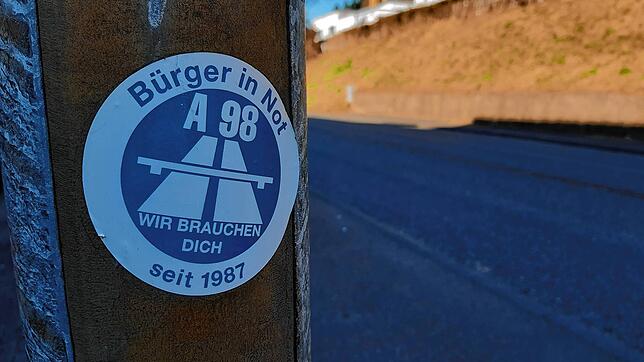 Bürger in Not
A 98
WIR BRAUCHEN
DICH
seit 1987